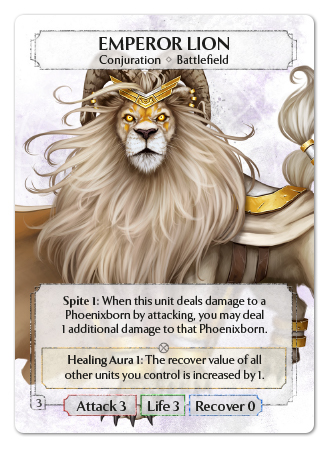 EMPEROR LION
Conjuration ⟡ Battlefield
Spite 1: When this unit deals damage to a
Phoenixborn by attacking, you may deal
1 additional damage to that Phoenixborn.
Healing Aura 1: The recover value of all
other units you control is increased by 1.
3 Attack 3 Life 3 Recover 0